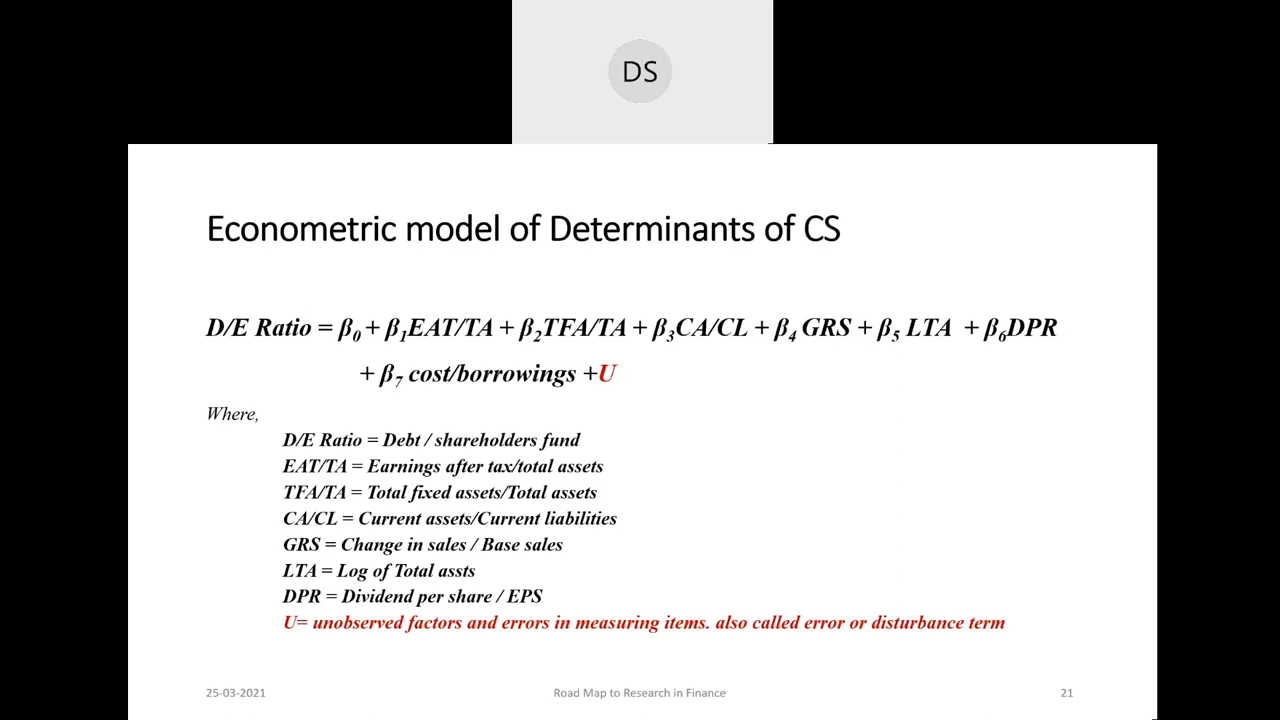 DS
Econometric model of Determinants of CS
D/E Ratio = β0 + β1EAT/TA + β2TFA/TA + β3CA/CL + β4 GRS + β5 LTA + β6DPR
+ β7 cost/borrowings +U
Where,
D/E Ratio = Debt / shareholders fund
EAT/TA = Earnings after tax/total assets
TFA/TA = Total fixed assets/Total assets
CA/CL = Current assets/Current liabilities
GRS = Change in sales / Base sales
LTA = Log of Total assts
DPR = Dividend per share / EPS
U= unobserved factors and errors in measuring items. also called error or disturbance term
25-03-2021 Road Map to Research in Finance 21